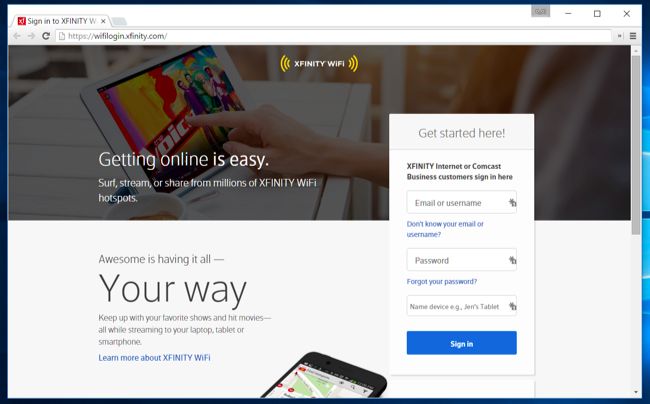 Sign in to XFINITY W
https://wifilogin.xfinity.com/
XFINITY WiFi
Voice
Getting online is easy.
Surf, stream, or share from millions of XFINITY WiFi
hotspots.
Get started here!
XFINITY Internet or Comcast
Business customers sign in here
Email or username
Don't know your email or
username?
Password
Forgot your password?
Name device e.g., Jen's Tablet
Sign in
Awesome is having it all —
Your way
Keep up with your favorite shows and hit movies—
all while streaming to your laptop, tablet or
smartphone.
Learn more about XFINITY WiFi